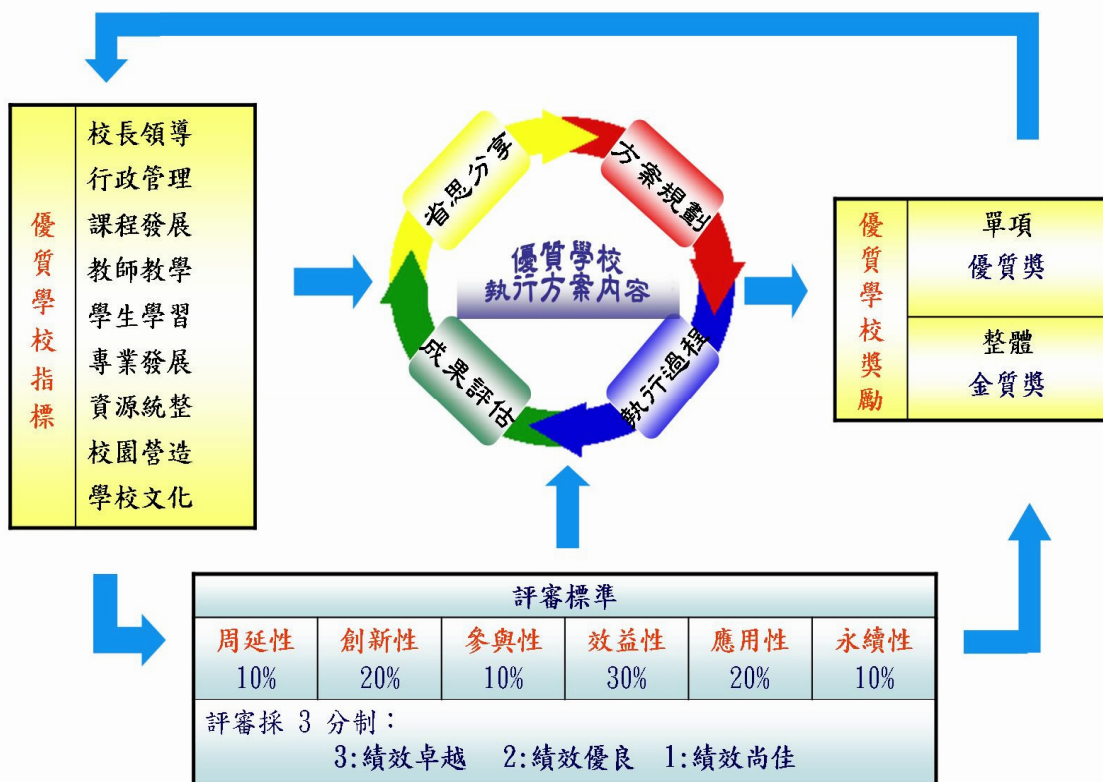 優質學校指標
校長領導
行政管理
課程發展
教師教學
學生學習
專業發展
資源統整
校園營造
學校文化
省思分享
方案規劃
優質學校
執行方案內容
成果評估
執行過程
優質學校獎勵
單項
優質獎
整體
金質獎
評審標準
周延性 創新性 參與性 效益性 應用性 永續性
10% 20% 10% 30% 20% 10%
評審採 3 分制：
3:績效卓越 2:績效優良 1:績效尚佳